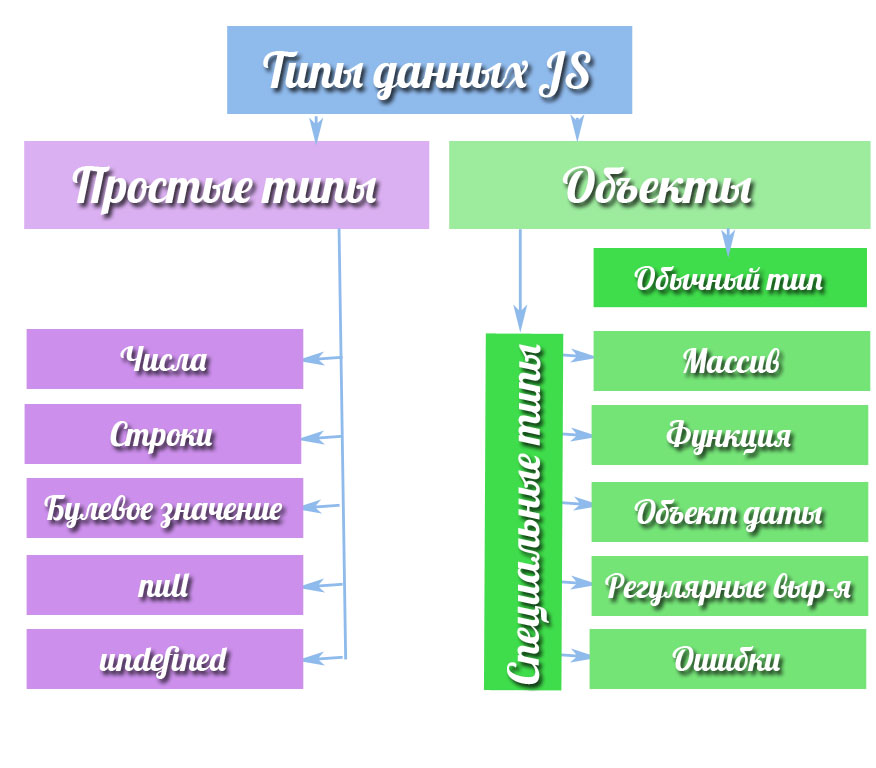 Типы данных JS
Простые типы
Объекты
Обычный тип
Числа
Строки
Булевое значение
null
undefined
Специальные типы
Массив
Функция
Объект даты
Регулярные выр-я
Ошибки